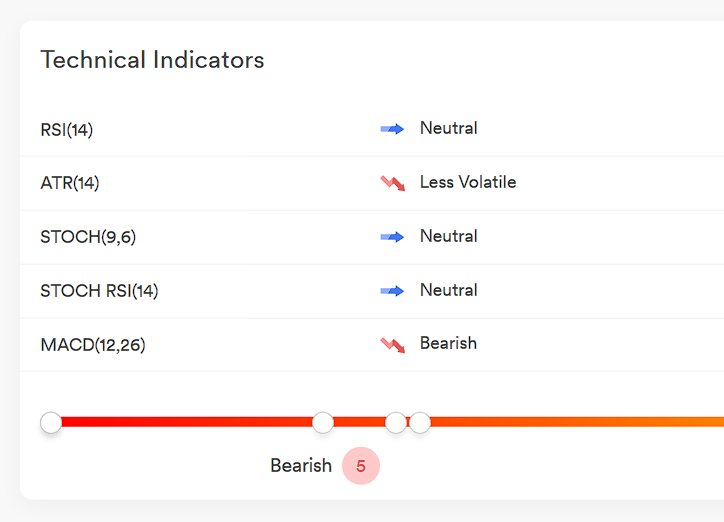 Technical Indicators
RSI(14) Neutral
ATR(14) Less Volatile
STOCH(9,6) Neutral
STOCH RSI(14) Neutral
MACD(12,26) Bearish
Bearish 5